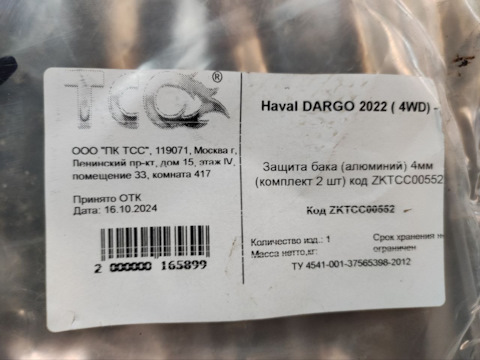 ТСС®
ООО "ПК ТСС", 119071, Москва г,
Ленинский пр-кт, дом 15, этаж IV,
помещение 33, комната 417
Принято ОТК
Дата: 16.10.2024
2 000000 165899
Haval DARGO 2022 ( 4WD) -
Защита бака (алюминий) 4мм
(комплект 2 шт) код ZKTCC00552
Код ZKTCC00552
Количество изд.: 1
Масса нетто,кг:
Срок хранения не
ограничен
ТУ 4541-001-37565398-2012